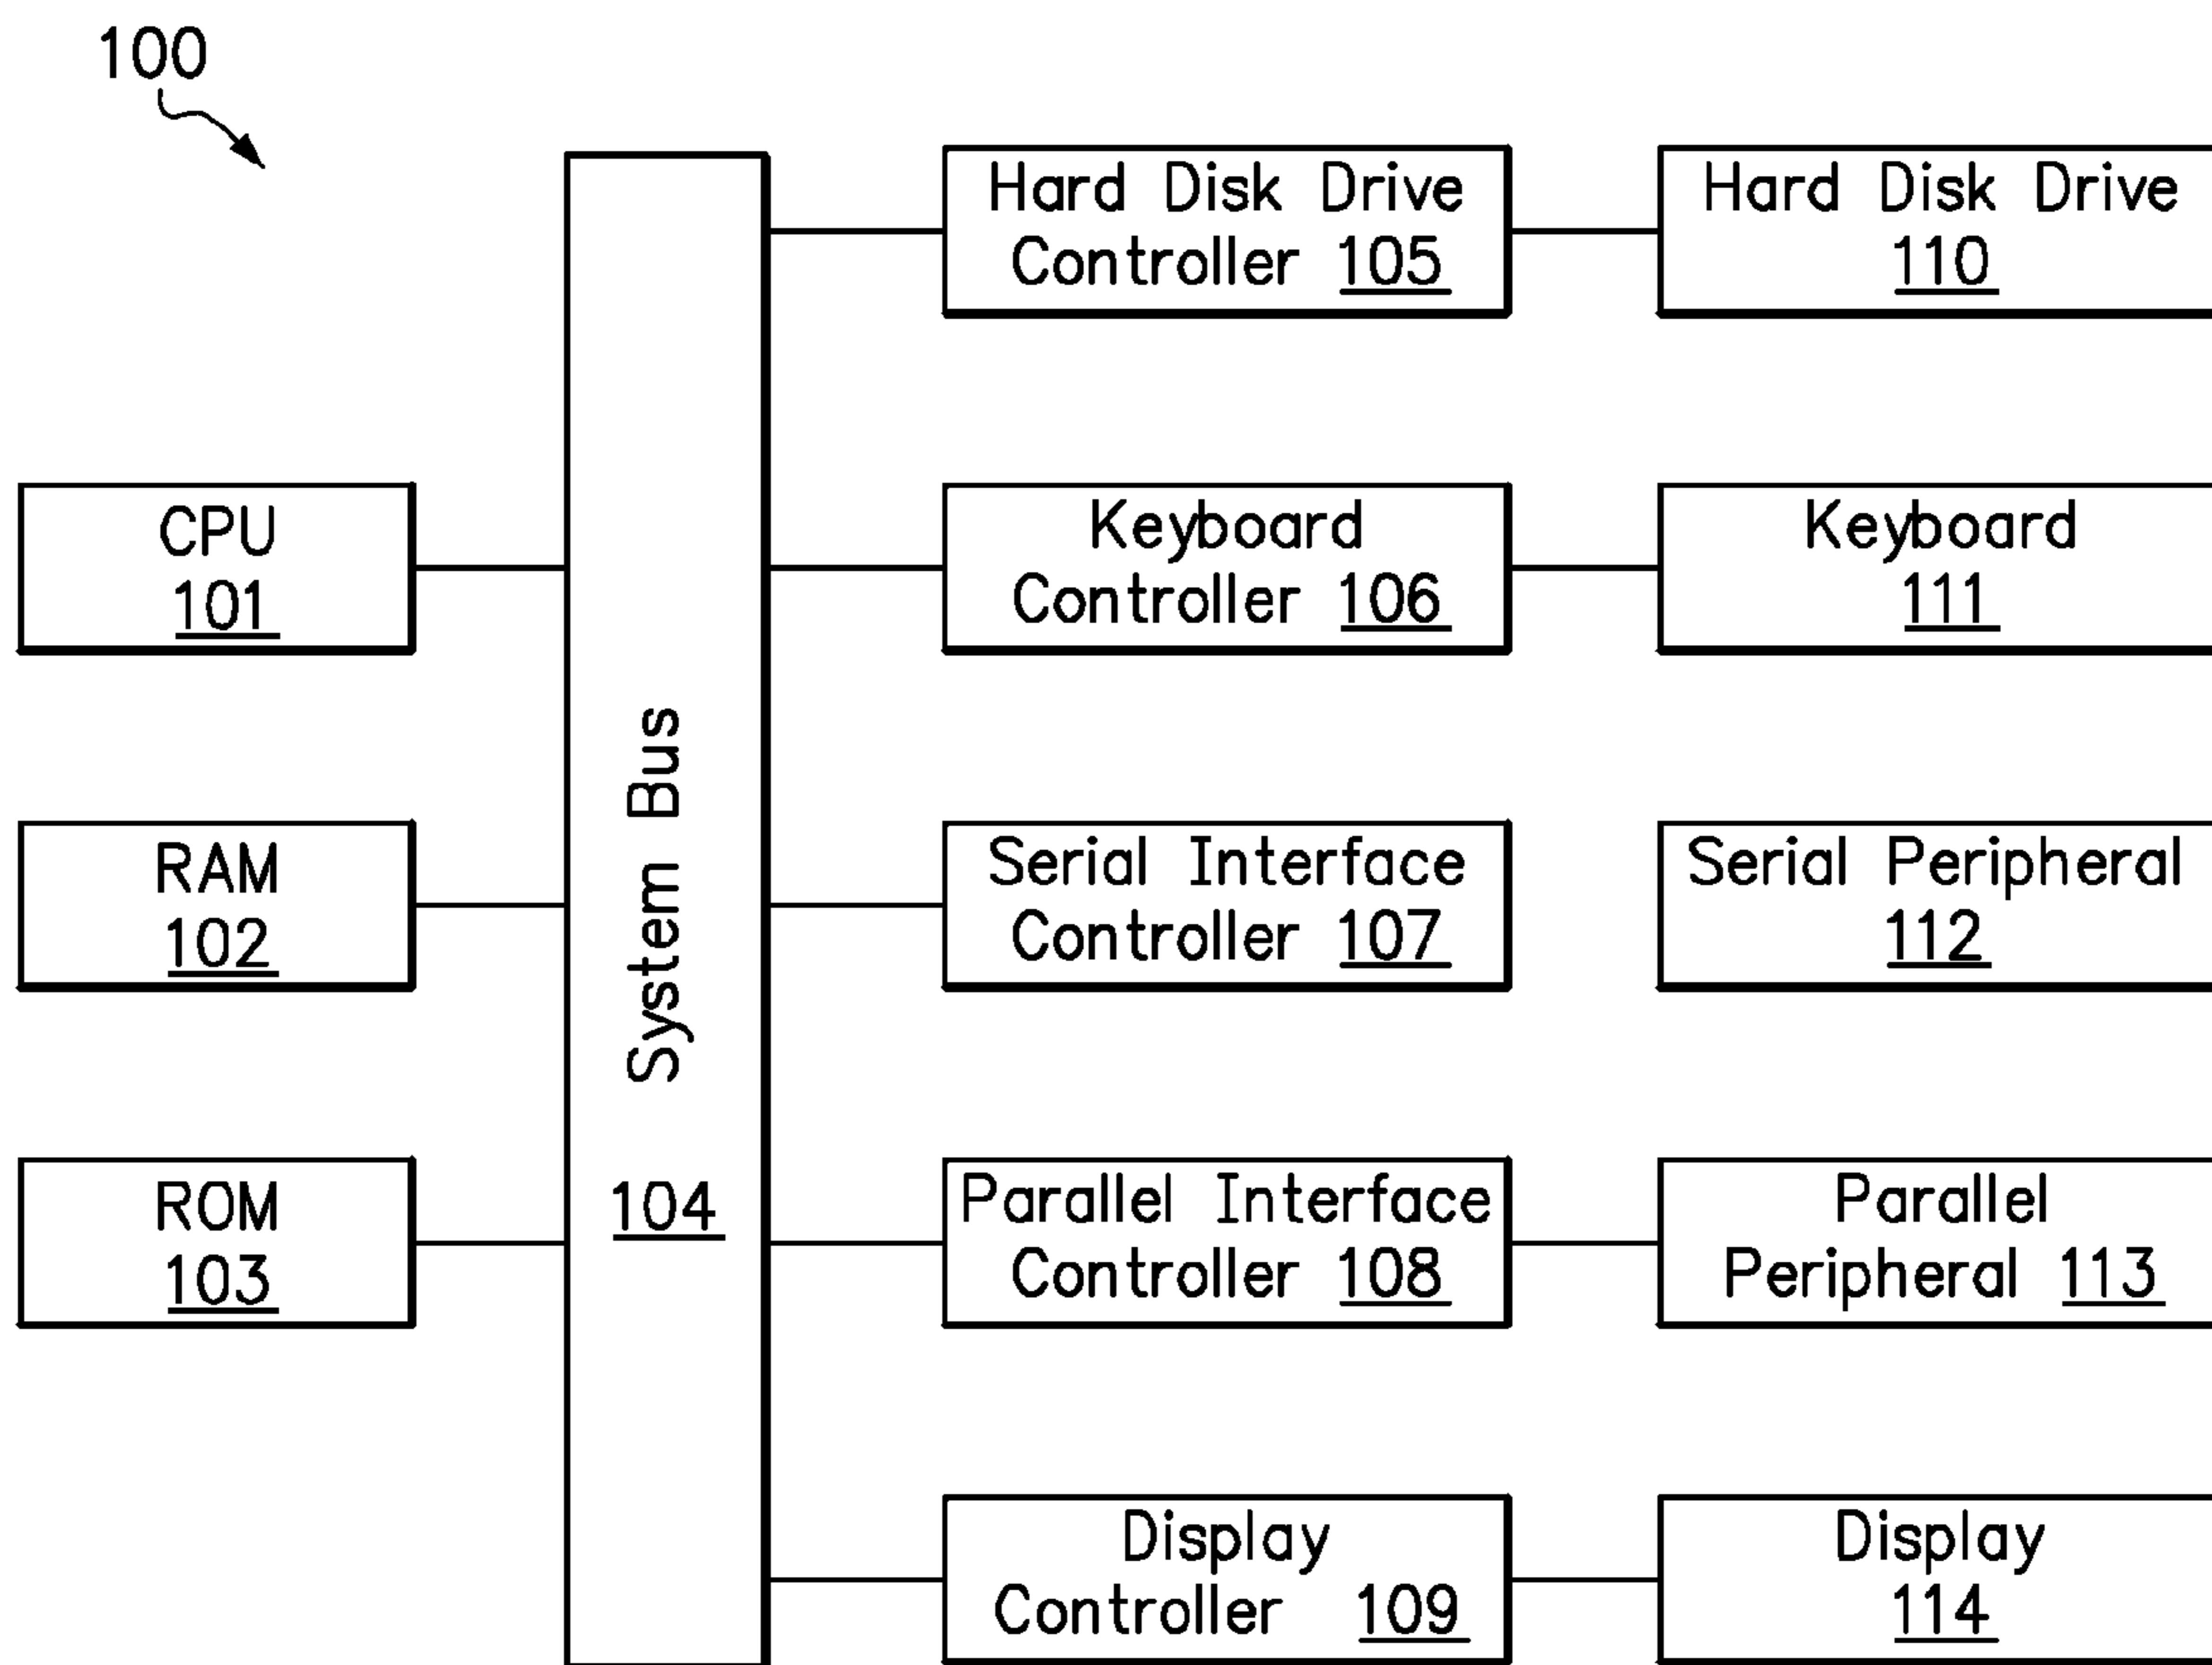 100
Hard Disk Drive
Controller 105
Hard Disk Drive
110
CPU
101
Keyboard
Controller 106
Keyboard
111
System Bus
104
RAM
102
Serial Interface
Controller 107
Serial Peripheral
112
ROM
103
Parallel Interface
Controller 108
Parallel
Peripheral 113
Display
Controller 109
Display
114